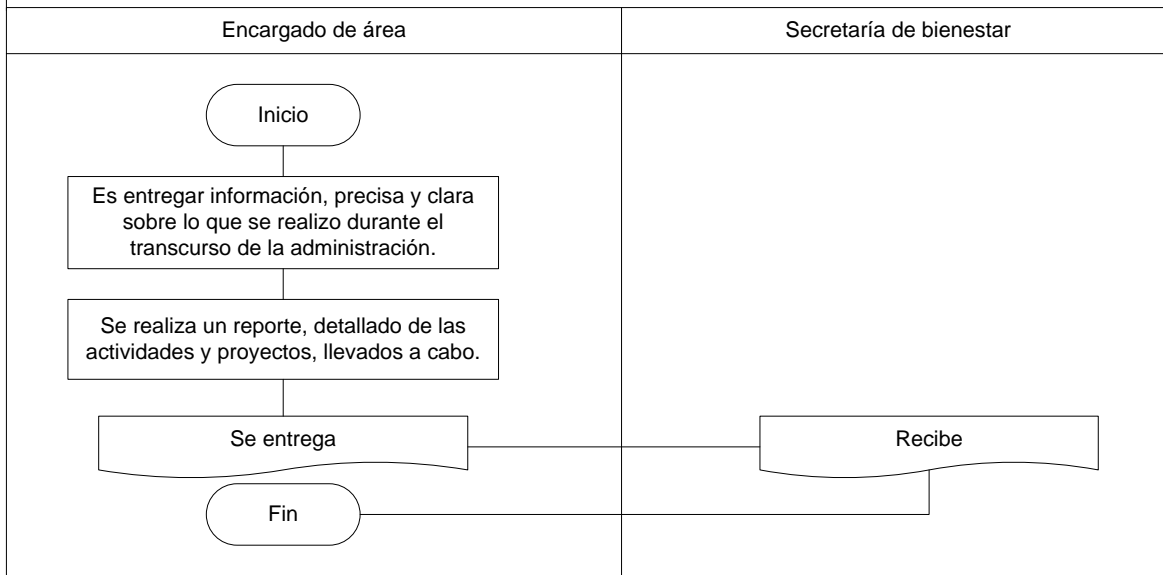 Encargado de área
Secretaría de bienestar
Inicio
Es entregar información, precisa y clara
sobre lo que se realizo durante el
transcurso de la administración.
Se realiza un reporte, detallado de las
actividades y proyectos, llevados a cabo.
Se entrega
Recibe
Fin